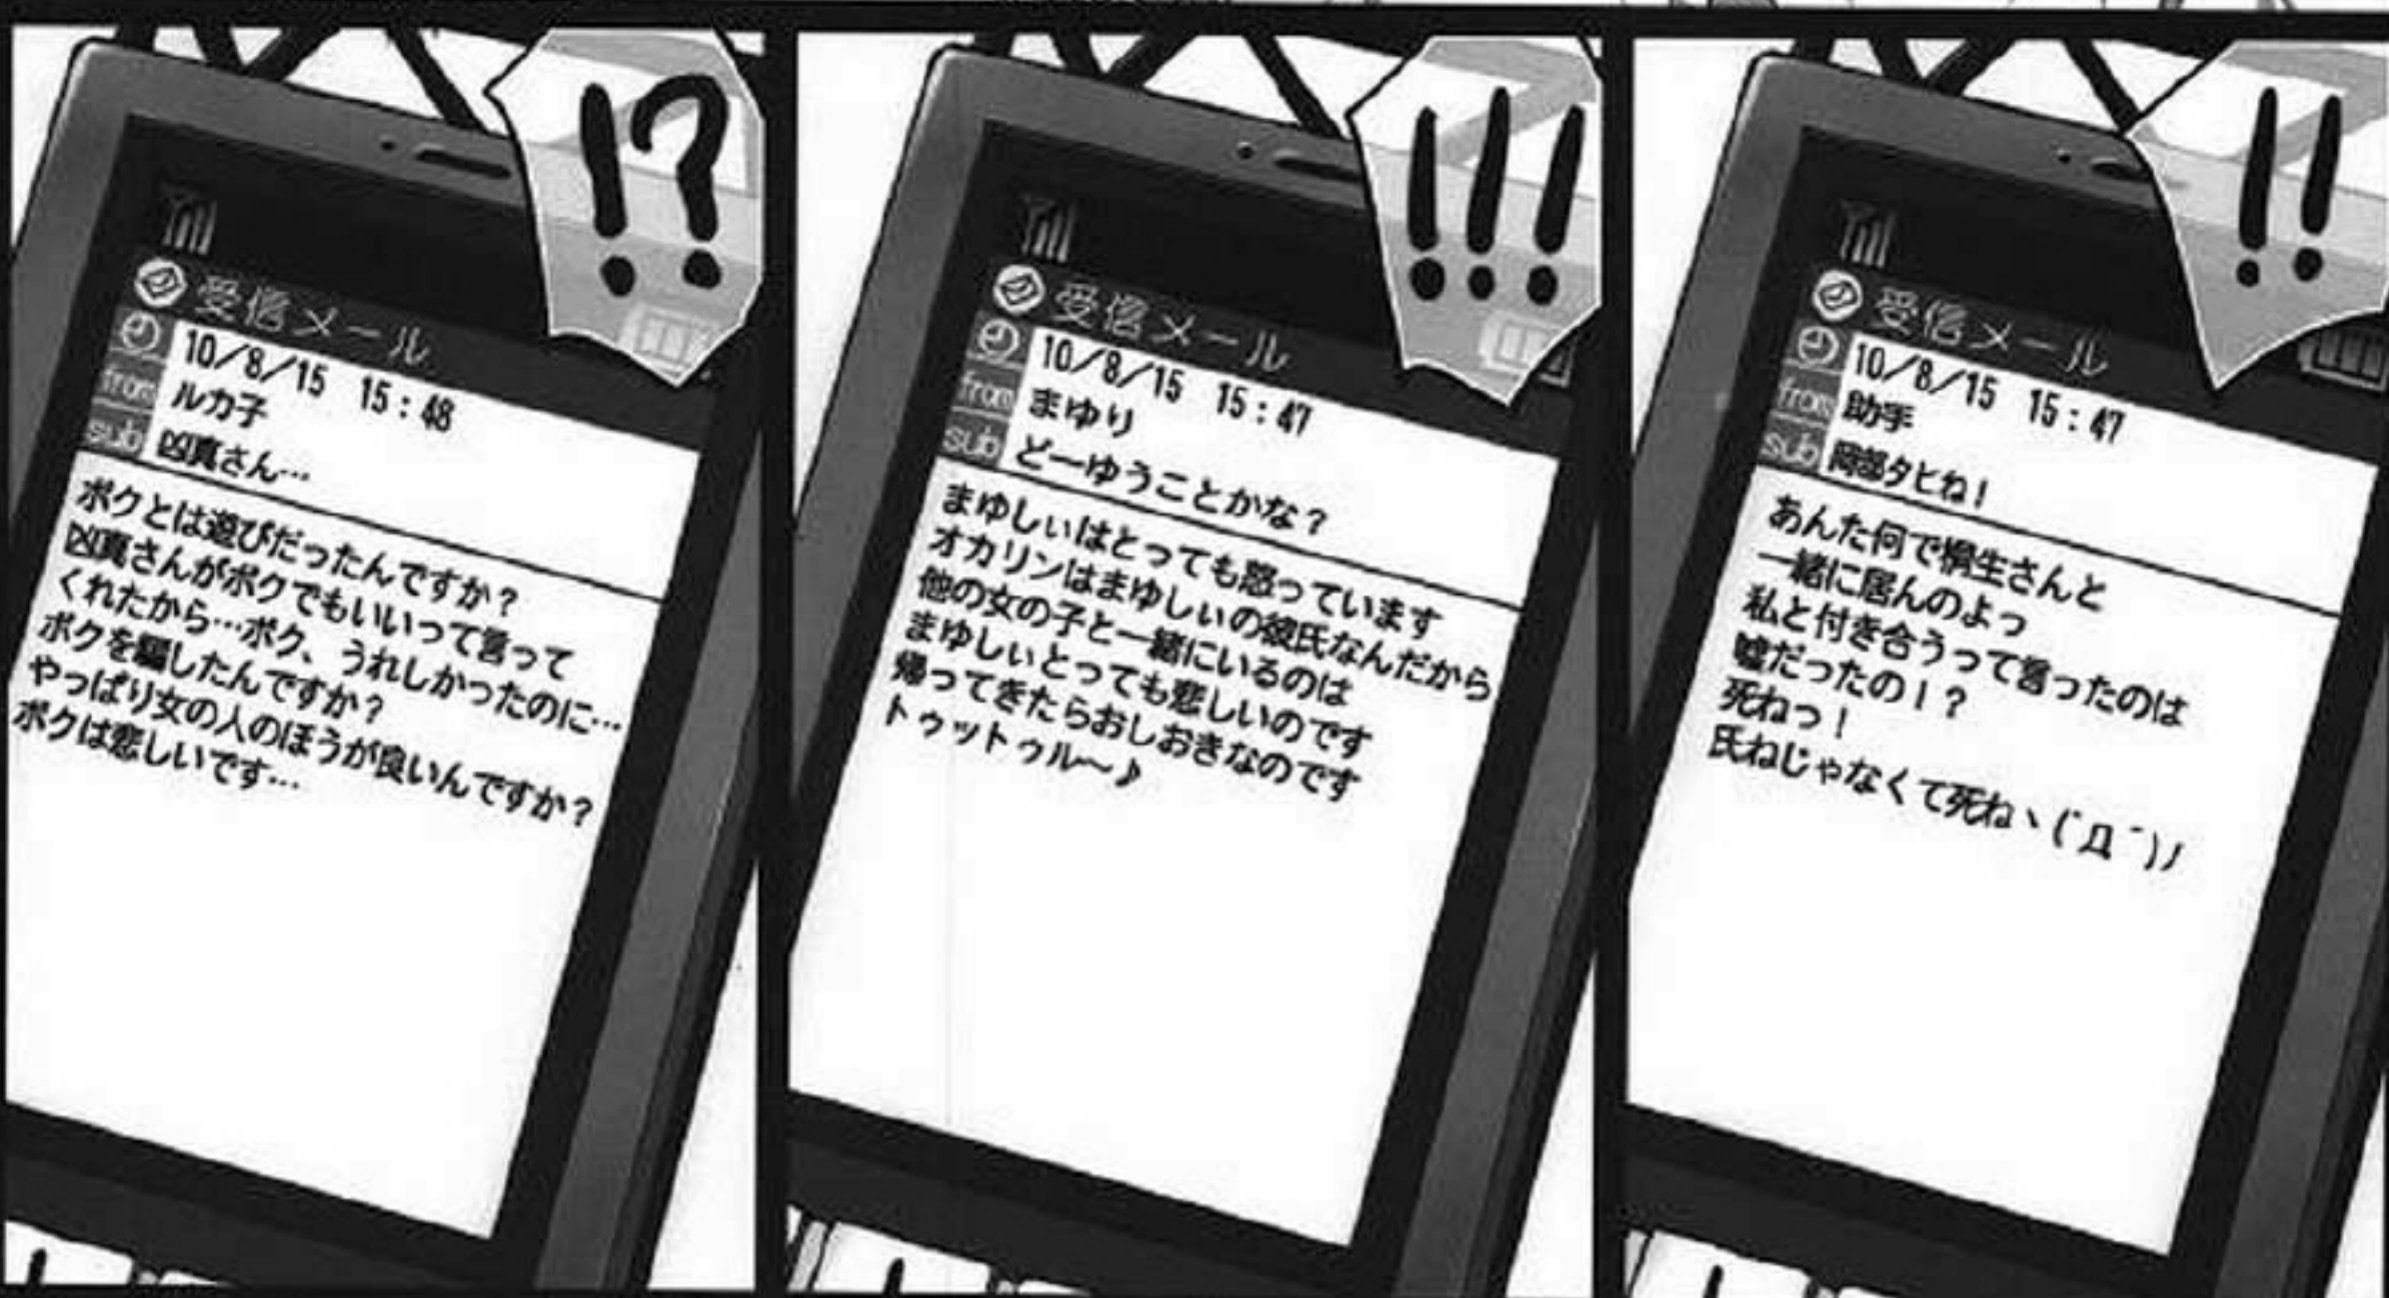 !!
受信メール
10/8/15 15:47
from 助手
sub 岡部タヒね!
あんた何で桐生さんと
一緒に居んのよっ
私と付き合うって言ったのは
嘘だったの!?
死ねっ!
氏ねじゃなくて死ねヽ(`Д´)ノ
!!!
受信メール
10/8/15 15:47
from まゆり
sub どーゆうことかな?
まゆしぃはとっても怒っています
オカリンはまゆしぃの彼氏なんだから
他の女の子と一緒にいるのは
まゆしぃとっても悲しいのです
帰ってきたらおしおきなのです
トゥットゥル～♪
!?
受信メール
10/8/15 15:48
from ルカ子
sub 凶真さん…
ボクとは遊びだったんですか?
凶真さんがボクでもいいって言って
くれたから…ボク、うれしかったのに…
ボクを騙したんですか?
やっぱり女の人のほうが良いんですか?
ボクは悲しいです…